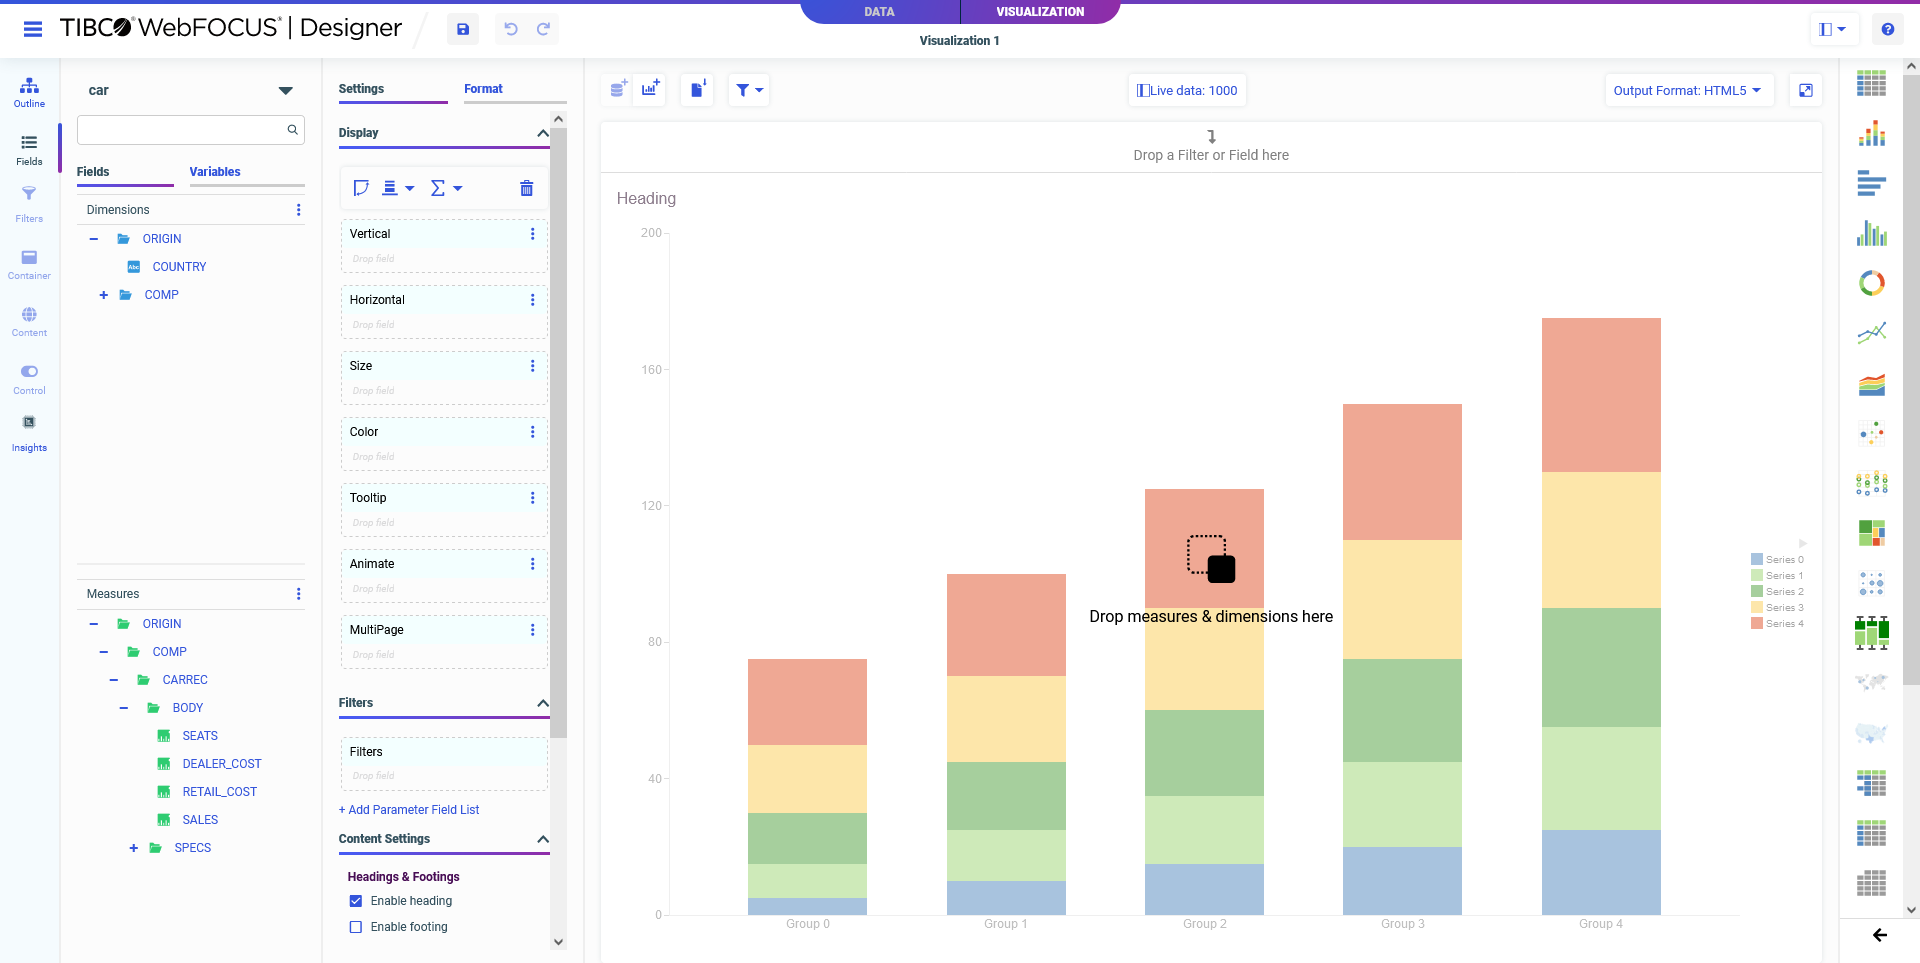 DATA
VISUALIZATION
TIBCO® WebFOCUS® | Designer
Visualization 1
Outline
Fields
Filters
Container
Content
Control
Insights
car
Fields
Variables
Dimensions
ORIGIN
Abc
COUNTRY
COMP
Measures
ORIGIN
COMP
CARREC
BODY
SEATS
DEALER_COST
RETAIL_COST
SALES
SPECS
Settings
Format
Display
Vertical
Drop field
Horizontal
Drop field
Size
Drop field
Color
Drop field
Tooltip
Drop field
Animate
Drop field
MultiPage
Drop field
Filters
Filters
Drop field
+ Add Parameter Field List
Content Settings
Headings & Footings
Enable heading
Enable footing
Live data: 1000
Output Format: HTML5
Drop a Filter or Field here
Heading
200
160
120
80
40
0
Drop measures & dimensions here
Group 0
Group 1
Group 2
Group 3
Group 4
Series 0
Series 1
Series 2
Series 3
Series 4